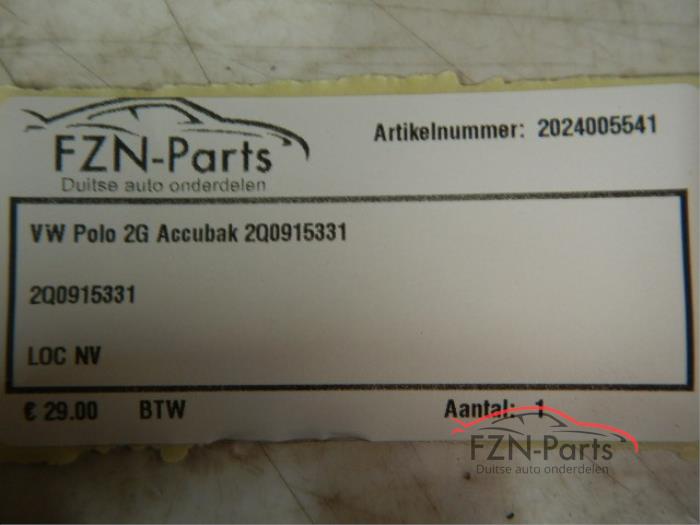 FZN-Parts
Duitse auto onderdelen
Artikelnummer: 2024005541
VW Polo 2G Accubak 2Q0915331
2Q0915331
LOC NV
€ 29.00 BTW Aantal: 1
FZN-Parts
Duitse auto onderdelen